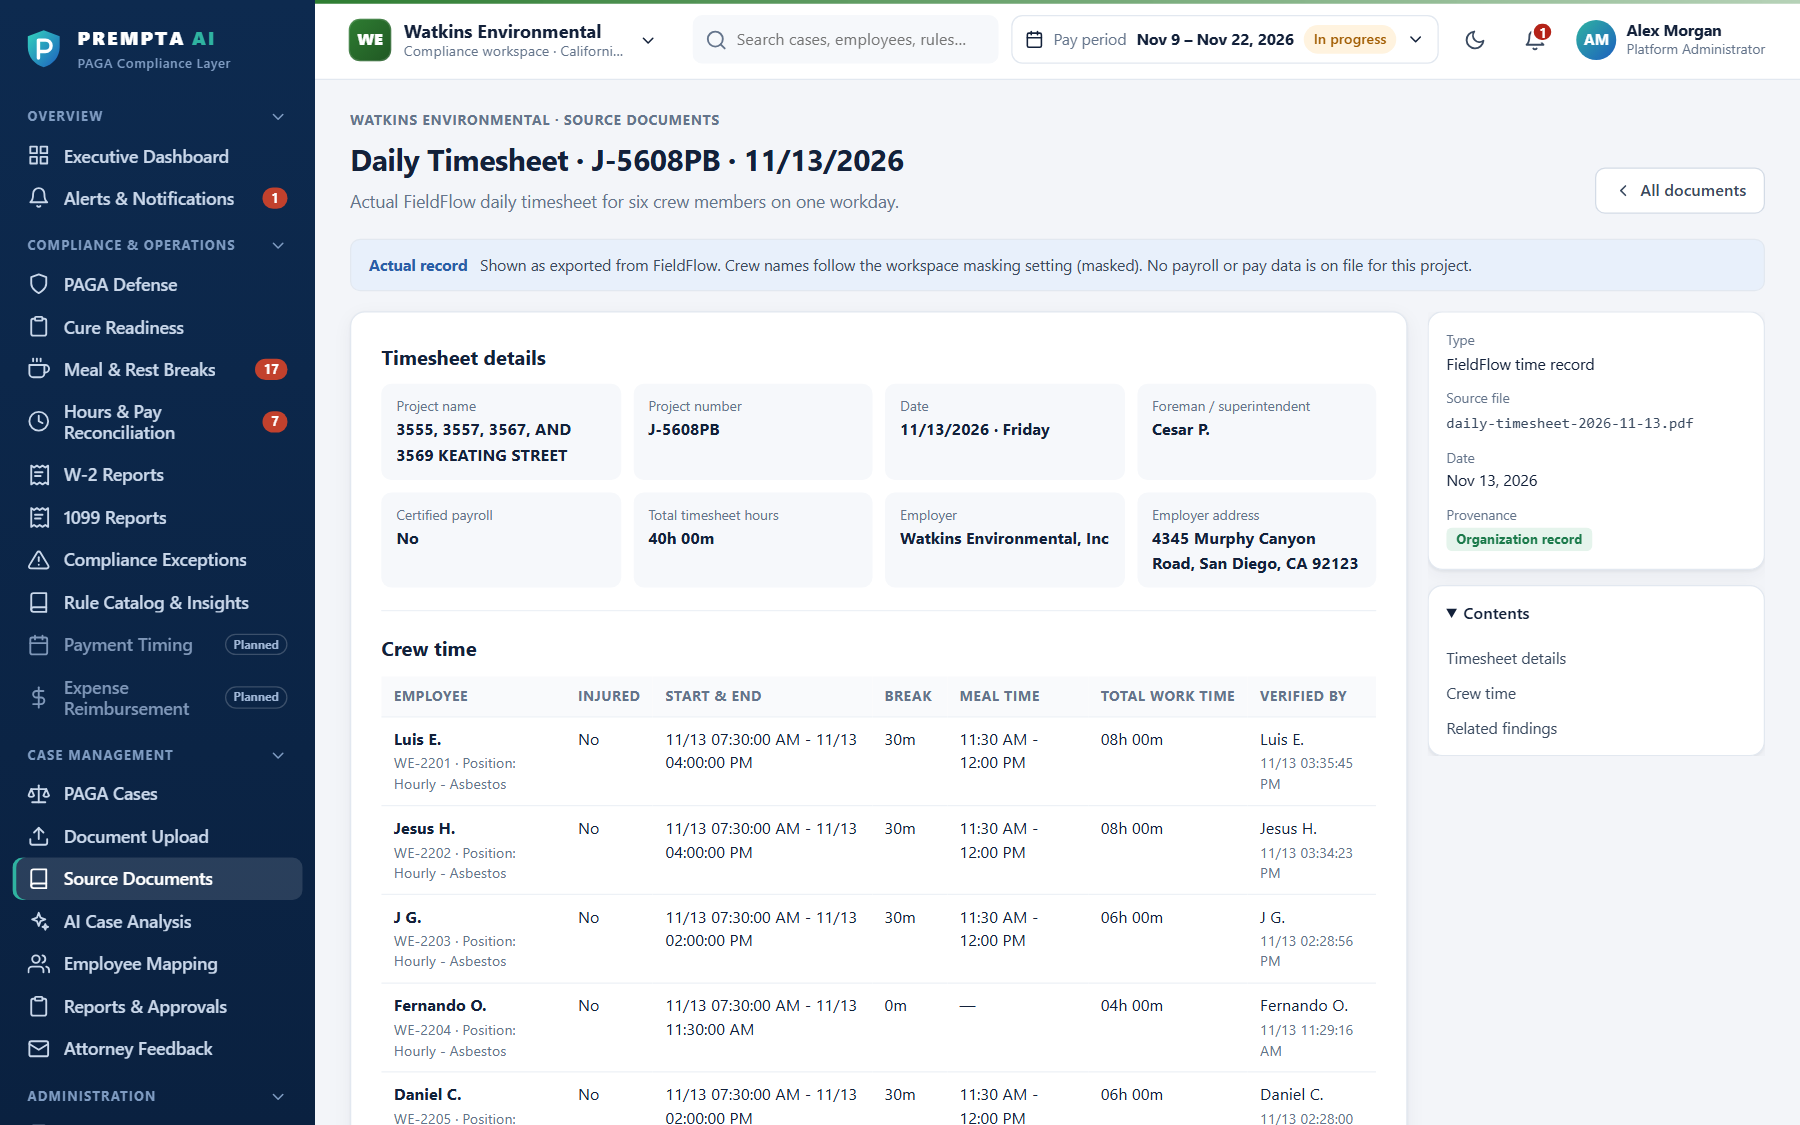 PREMPTA AI
PAGA Compliance Layer
OVERVIEW
Executive Dashboard
Alerts & Notifications
1
COMPLIANCE & OPERATIONS
PAGA Defense
Cure Readiness
Meal & Rest Breaks
17
Hours & Pay
Reconciliation
7
W-2 Reports
1099 Reports
Compliance Exceptions
Rule Catalog & Insights
Payment Timing
Planned
Expense
Reimbursement
Planned
CASE MANAGEMENT
PAGA Cases
Document Upload
Source Documents
AI Case Analysis
Employee Mapping
Reports & Approvals
Attorney Feedback
ADMINISTRATION
WE
Watkins Environmental
Compliance workspace · Californi...
Search cases, employees, rules...
Pay period Nov 9 – Nov 22, 2026 In progress
1
AM
Alex Morgan
Platform Administrator
WATKINS ENVIRONMENTAL · SOURCE DOCUMENTS
Daily Timesheet · J-5608PB · 11/13/2026
Actual FieldFlow daily timesheet for six crew members on one workday.
All documents
Actual record Shown as exported from FieldFlow. Crew names follow the workspace masking setting (masked). No payroll or pay data is on file for this project.
Timesheet details
Project name
3555, 3557, 3567, AND
3569 KEATING STREET
Project number
J-5608PB
Date
11/13/2026 · Friday
Foreman / superintendent
Cesar P.
Certified payroll
No
Total timesheet hours
40h 00m
Employer
Watkins Environmental, Inc
Employer address
4345 Murphy Canyon
Road, San Diego, CA 92123
Crew time
EMPLOYEE INJURED START & END BREAK MEAL TIME TOTAL WORK TIME VERIFIED BY
Luis E. No 11/13 07:30:00 AM - 11/13 30m 11:30 AM - 08h 00m Luis E.
WE-2201 · Position: 04:00:00 PM 12:00 PM 11/13 03:35:45
Hourly - Asbestos PM
Jesus H. No 11/13 07:30:00 AM - 11/13 30m 11:30 AM - 08h 00m Jesus H.
WE-2202 · Position: 04:00:00 PM 12:00 PM 11/13 03:34:23
Hourly - Asbestos PM
J G. No 11/13 07:30:00 AM - 11/13 30m 11:30 AM - 06h 00m J G.
WE-2203 · Position: 02:00:00 PM 12:00 PM 11/13 02:28:56
Hourly - Asbestos PM
Fernando O. No 11/13 07:30:00 AM - 11/13 0m — 04h 00m Fernando O.
WE-2204 · Position: 11:30:00 AM 11/13 11:29:16
Hourly - Asbestos AM
Daniel C. No 11/13 07:30:00 AM - 11/13 30m 11:30 AM - 06h 00m Daniel C.
WE-2205 · Position: 02:00:00 PM 12:00 PM 11/13 02:28:00
Type
FieldFlow time record
Source file
daily-timesheet-2026-11-13.pdf
Date
Nov 13, 2026
Provenance
Organization record
Contents
Timesheet details
Crew time
Related findings